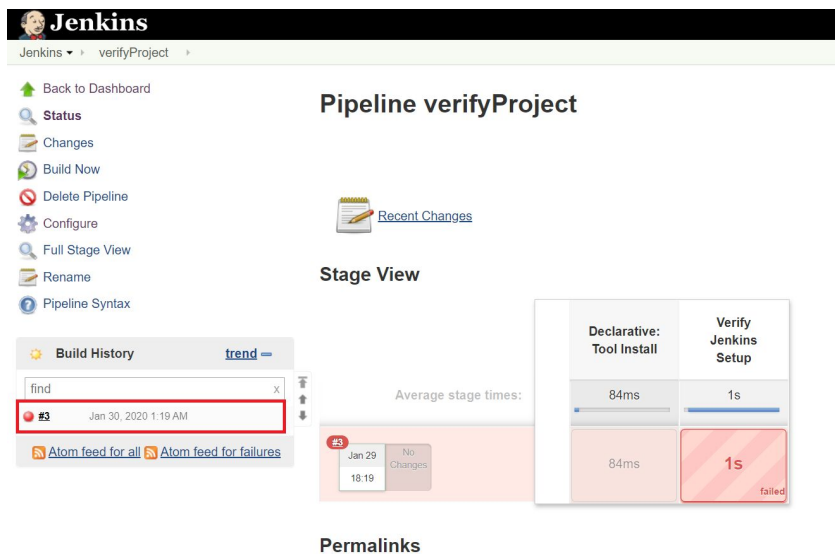 Jenkins
Jenkins
verifyProject
Back to Dashboard
Status
Changes
Build Now
Delete Pipeline
Configure
Full Stage View
Rename
Pipeline Syntax
Build History
trend
find
x
#3
Jan 30, 2020 1:19 AM
Atom feed for all
Atom feed for failures
Pipeline verifyProject
Recent Changes
Stage View
Declarative:
Tool Install
Verify
Jenkins
Setup
Average stage times:
84ms
1s
#3
Jan 29
18:19
No
Changes
84ms
1s
failed
Permalinks